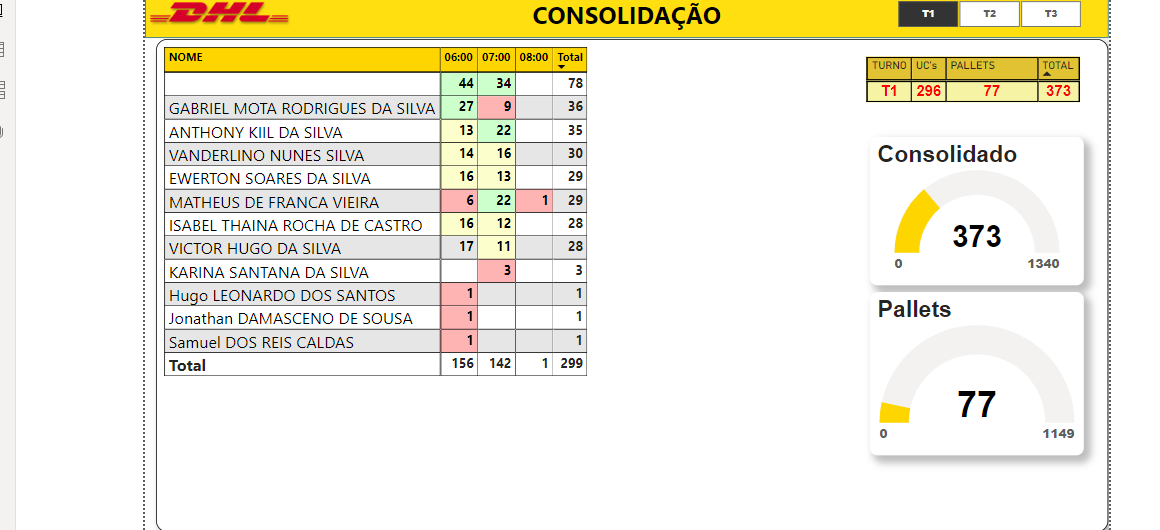 DHL
CONSOLIDAÇÃO
T1 T2 T3
NOME 06:00 07:00 08:00 Total
44 34 78
GABRIEL MOTA RODRIGUES DA SILVA 27 9 36
ANTHONY KIIL DA SILVA 13 22 35
VANDERLINO NUNES SILVA 14 16 30
EWERTON SOARES DA SILVA 16 13 29
MATHEUS DE FRANCA VIEIRA 6 22 1 29
ISABEL THAINA ROCHA DE CASTRO 16 12 28
VICTOR HUGO DA SILVA 17 11 28
KARINA SANTANA DA SILVA 3 3
Hugo LEONARDO DOS SANTOS 1 1
Jonathan DAMASCENO DE SOUSA 1 1
Samuel DOS REIS CALDAS 1 1
Total 156 142 1 299
TURNO UC's PALLETS TOTAL
T1 296 77 373
Consolidado
373
0 1340
Pallets
77
0 1149